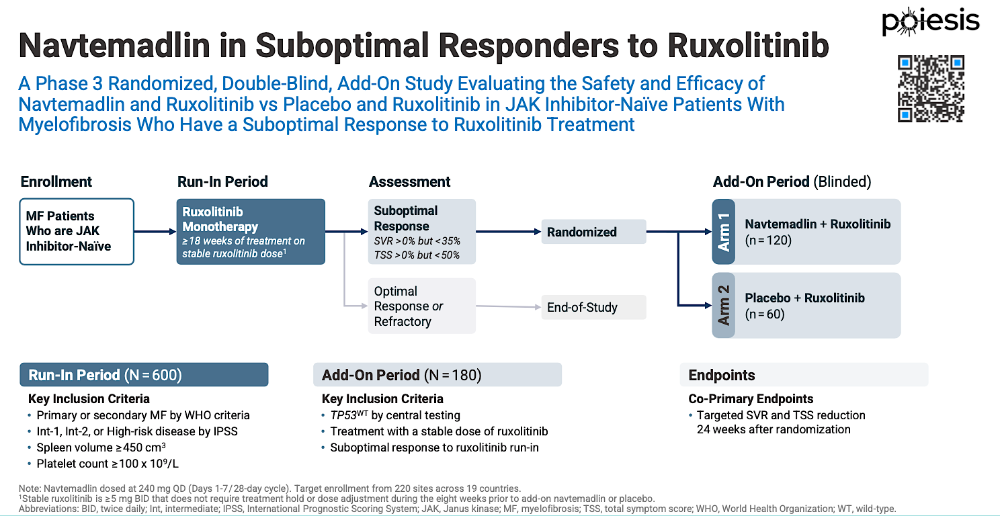 poiesis
Navtemadlin in Suboptimal Responders to Ruxolitinib
A Phase 3 Randomized, Double-Blind, Add-On Study Evaluating the Safety and Efficacy of
Navtemadlin and Ruxolitinib vs Placebo and Ruxolitinib in JAK Inhibitor-Naïve Patients With
Myelofibrosis Who Have a Suboptimal Response to Ruxolitinib Treatment
Enrollment
MF Patients
Who are JAK
Inhibitor-Naïve
Run-In Period
Ruxolitinib
Monotherapy
≥18 weeks of treatment on
stable ruxolitinib dose¹
Assessment
Suboptimal
Response
SVR >0% but <35%
TSS >0% but <50%
Optimal
Response or
Refractory
Randomized
End-of-Study
Add-On Period (Blinded)
Arm 1
Navtemadlin + Ruxolitinib
(n=120)
Arm 2
Placebo + Ruxolitinib
(n=60)
Run-In Period (N=600)
Key Inclusion Criteria
• Primary or secondary MF by WHO criteria
• Int-1, Int-2, or High-risk disease by IPSS
• Spleen volume ≥450 cm³
• Platelet count ≥100 x 10⁹/L
Add-On Period (N=180)
Key Inclusion Criteria
• TP53ᵂᵀ by central testing
• Treatment with a stable dose of ruxolitinib
• Suboptimal response to ruxolitinib run-in
Endpoints
Co-Primary Endpoints
• Targeted SVR and TSS reduction
24 weeks after randomization
Note: Navtemadlin dosed at 240 mg QD (Days 1-7/28-day cycle). Target enrollment from 220 sites across 19 countries.
¹Stable ruxolitinib is ≥5 mg BID that does not require treatment hold or dose adjustment during the eight weeks prior to add-on navtemadlin or placebo.
Abbreviations: BID, twice daily; Int, intermediate; IPSS, International Prognostic Scoring System; JAK, Janus kinase; MF, myelofibrosis; TSS, total symptom score; WHO, World Health Organization; WT, wild-type.